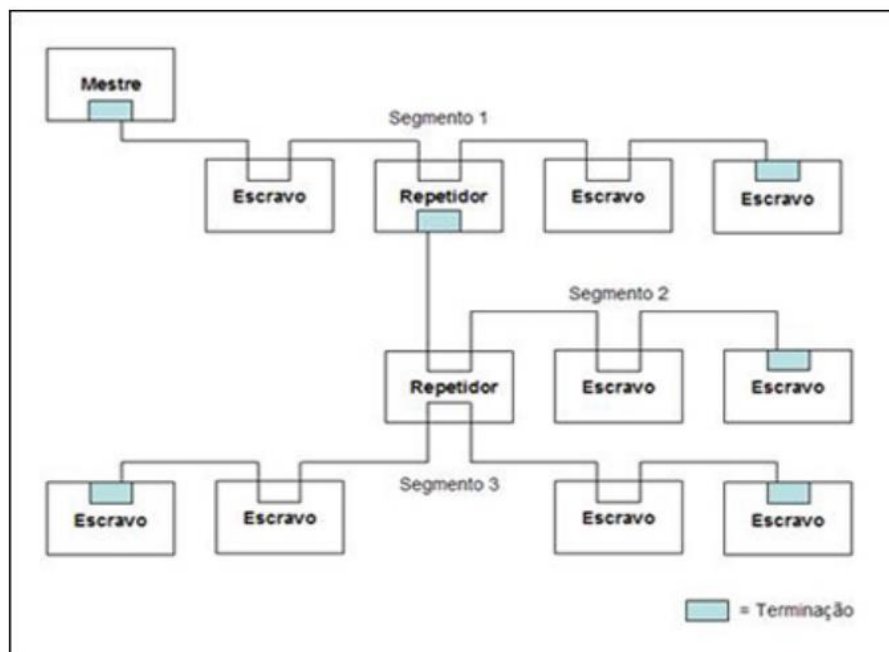 Mestre
Segmento 1
Escravo
Repetidor
Escravo
Escravo
Segmento 2
Repetidor
Escravo
Escravo
Segmento 3
Escravo
Escravo
Escravo
Escravo
= Terminação